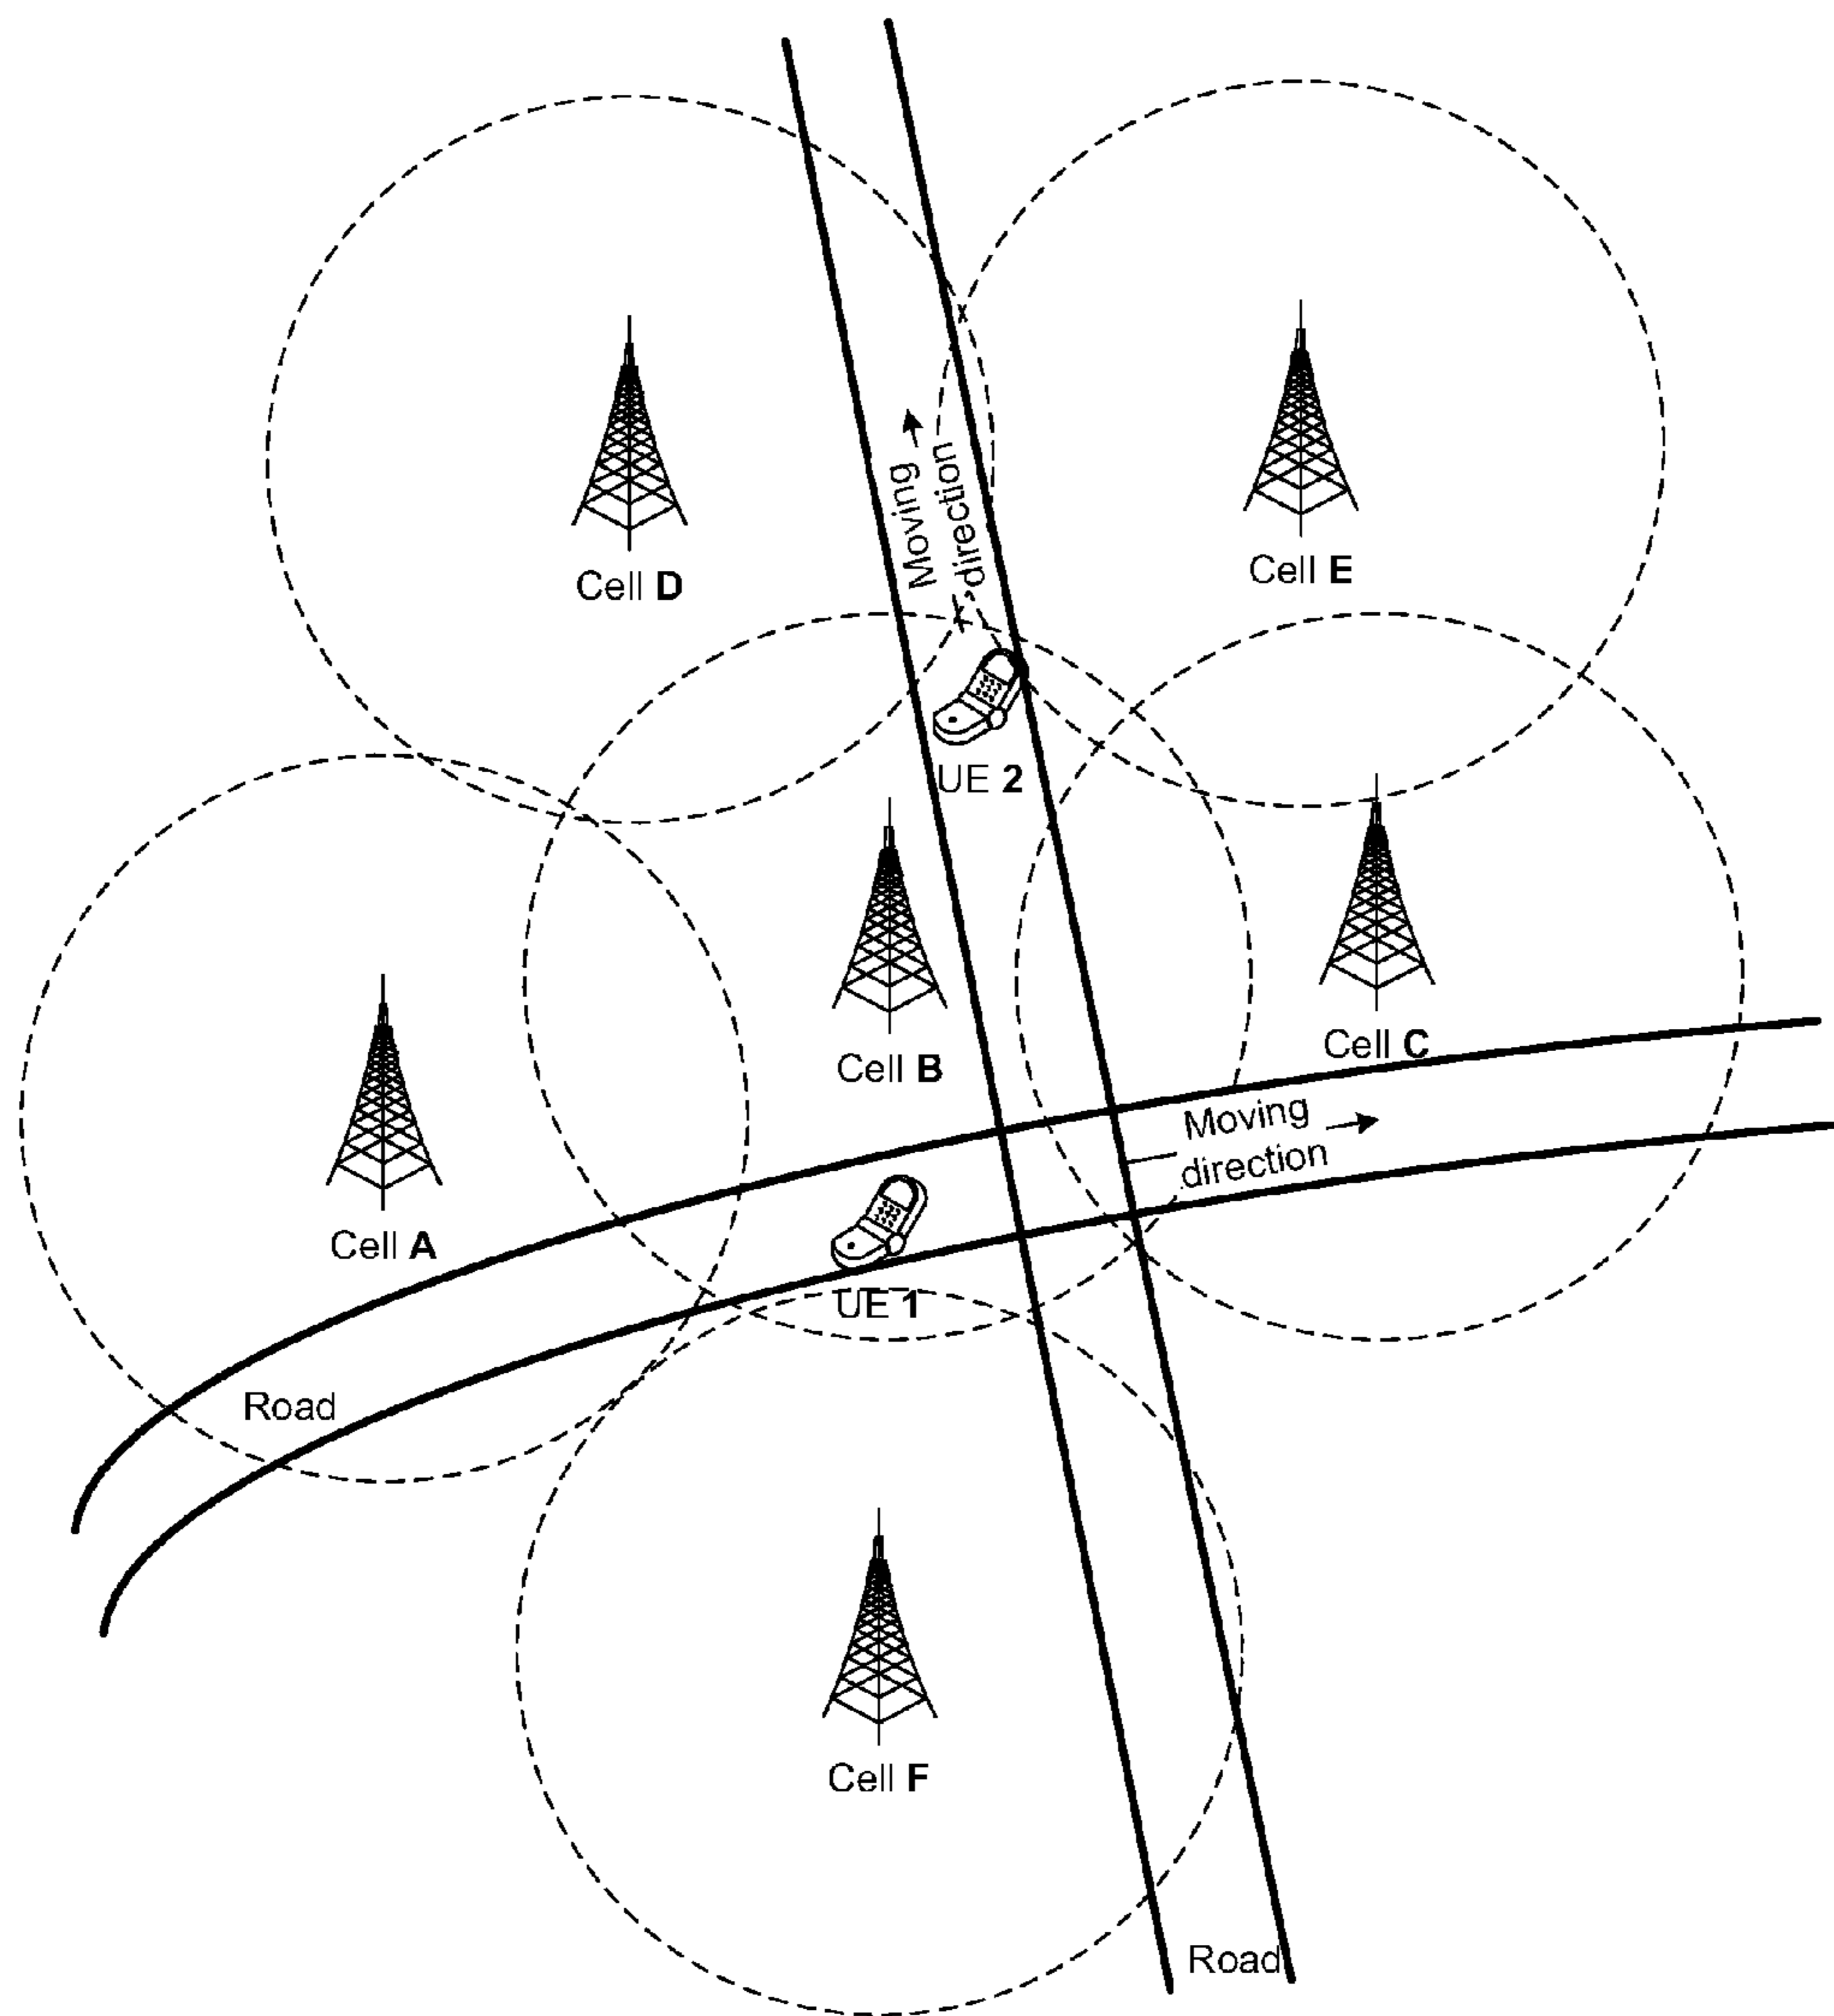 Moving
direction
Cell D
Cell E
UE 2
Cell B
Cell C
Moving
direction
Cell A
UE 1
Road
Cell F
Road